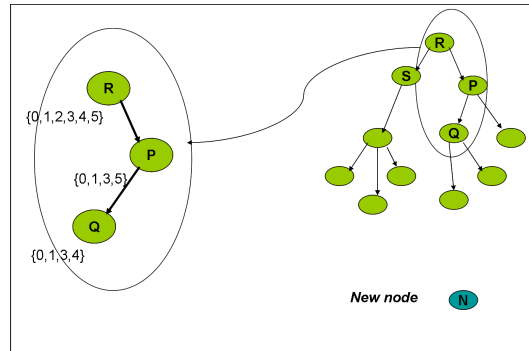 R
{0,1,2,3,4,5}
P
{0,1,3,5}
Q
{0,1,3,4}
R
S
P
Q
New node N